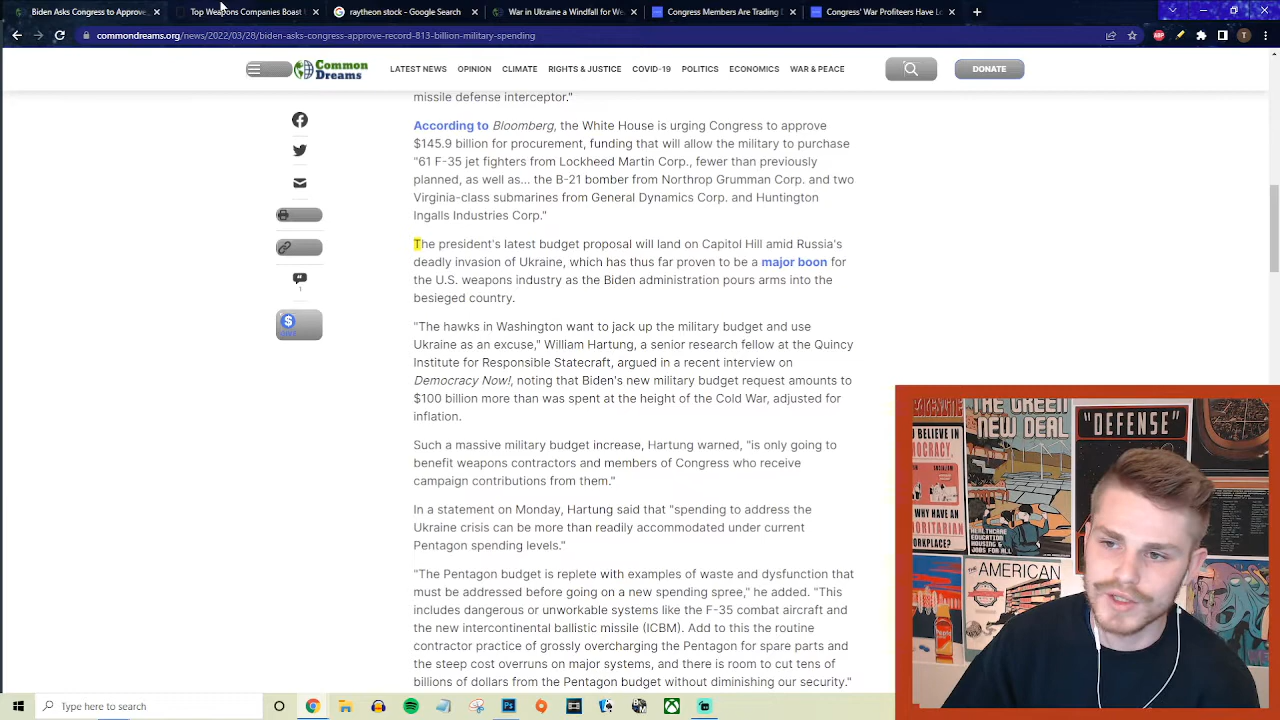 Biden Asks Congress to Approve
Top Weapons Companies Boast
raytheon stock - Google Search
War in Ukraine a Windfall for We
Congress Members Are Trading
Congress' War Profiteers Have Lo
commondreams.org/news/2022/03/28/biden-asks-congress-approve-record-813-billion-military-spending
ABP
T
Common
Dreams
LATEST NEWS
OPINION
CLIMATE
RIGHTS & JUSTICE
COVID-19
POLITICS
ECONOMICS
WAR & PEACE
DONATE
missile defense interceptor."
According to Bloomberg, the White House is urging Congress to approve
$145.9 billion for procurement, funding that will allow the military to purchase
"61 F-35 jet fighters from Lockheed Martin Corp., fewer than previously
planned, as well as... the B-21 bomber from Northrop Grumman Corp. and two
Virginia-class submarines from General Dynamics Corp. and Huntington
Ingalls Industries Corp."
The president's latest budget proposal will land on Capitol Hill amid Russia's
deadly invasion of Ukraine, which has thus far proven to be a major boon for
the U.S. weapons industry as the Biden administration pours arms into the
besieged country.
"The hawks in Washington want to jack up the military budget and use
Ukraine as an excuse," William Hartung, a senior research fellow at the Quincy
Institute for Responsible Statecraft, argued in a recent interview on
Democracy Now!, noting that Biden's new military budget request amounts to
$100 billion more than was spent at the height of the Cold War, adjusted for
inflation.
Such a massive military budget increase, Hartung warned, "is only going to
benefit weapons contractors and members of Congress who receive
campaign contributions from them."
In a statement on Monday, Hartung said that "spending to address the
Ukraine crisis can be more than readily accommodated under current
Pentagon spending levels."
"The Pentagon budget is replete with examples of waste and dysfunction that
must be addressed before going on a new spending spree," he added. "This
includes dangerous or unworkable systems like the F-35 combat aircraft and
the new intercontinental ballistic missile (ICBM). Add to this the routine
contractor practice of grossly overcharging the Pentagon for spare parts and
the steep cost overruns on major systems, and there is room to cut tens of
billions of dollars from the Pentagon budget without diminishing our security."
1
THE GREEN
NEW DEAL
"DEFENSE"
BELIEVE IN
WHY HAVE AN
WORKPLACE?
HEALTHCARE
EDUCATION
HOUSING &
JOBS FOR ALL!
THE
AMERICAN
Type here to search